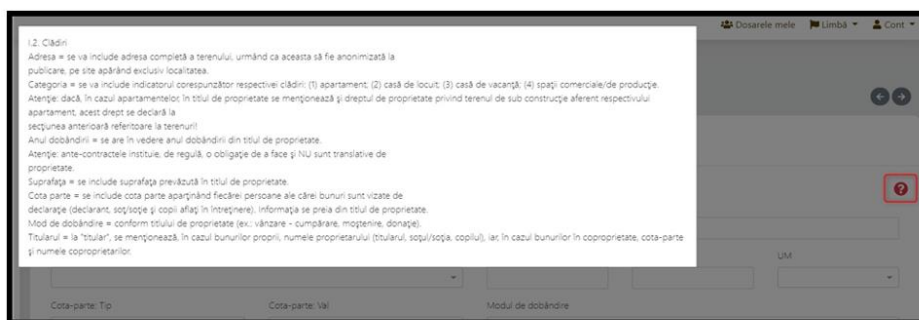 Dosarele mele Limbă Cont
I.2. Clădiri
Adresa = se va include adresa completă a terenului, urmând ca aceasta să fie anonimizată la
publicare, pe site apărând exclusiv localitatea.
Categoria = se va include indicatorul corespunzător respectivei clădiri: (1) apartament; (2) casă de locuit; (3) casă de vacanță; (4) spații comerciale/de producție.
Atenție: dacă, în cazul apartamentelor, în titlul de proprietate se menționează și dreptul de proprietate privind terenul de sub construcție aferent respectivului
apartament, acest drept se declară la
secțiunea anterioară referitoare la terenuri!
Anul dobândirii = se are în vedere anul dobândirii din titlul de proprietate.
Atenție: ante-contractele instituie, de regulă, o obligație de a face și NU sunt translative de
proprietate.
Suprafața = se include suprafața prevăzută în titlul de proprietate.
Cota parte = se include cota parte aparținând fiecărei persoane ale cărei bunuri sunt vizate de
declarație (declarant, soț/soție și copii aflați în întreținere). Informația se preia din titlul de proprietate.
Mod de dobândire = conform titlului de proprietate (ex.: vânzare - cumpărare, moștenire, donație).
Titularul = la "titular", se menționează, în cazul bunurilor proprii, numele proprietarului (titularul, soțul/soția, copilul), iar, în cazul bunurilor în coproprietate, cota-parte
și numele coproprietarilor.
UM
Cota-parte: Tip Cota-parte: Val Modul de dobândire